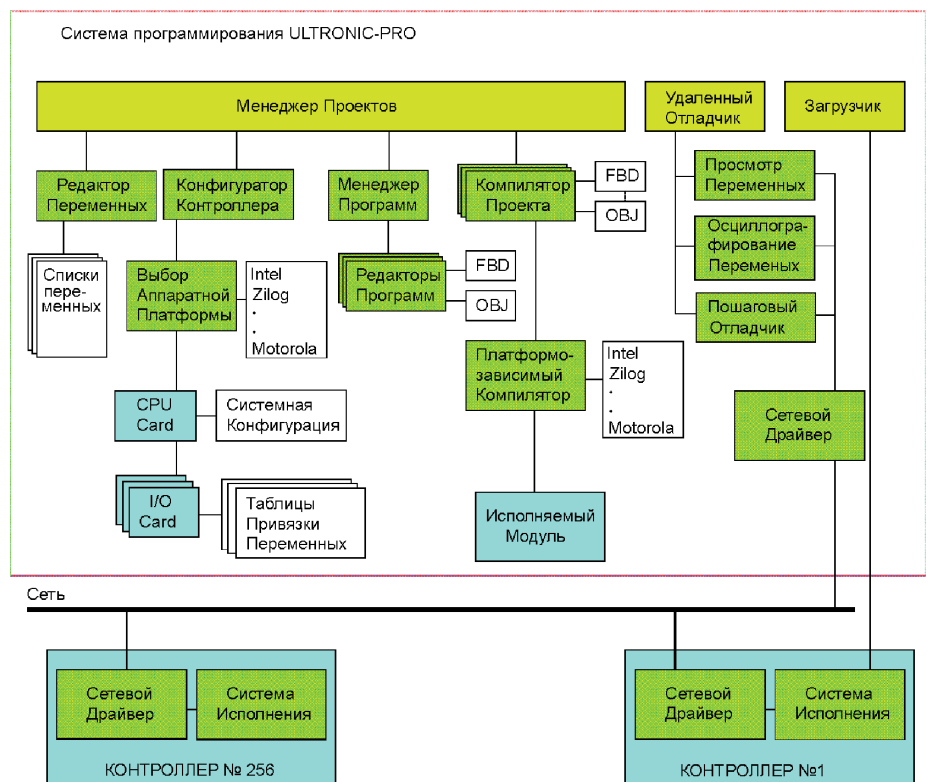 Система программирования ULTRONIC-PRO
Менеджер Проектов
Удаленный
Отладчик
Загрузчик
Редактор
Переменных
Конфигуратор
Контроллера
Менеджер
Программ
Компилятор
Проекта
FBD
OBJ
Просмотр
Переменных
Списки
пере-
менных
Выбор
Аппаратной
Платформы
Intel
Zilog
.
.
Motorola
Редакторы
Программ
FBD
OBJ
Осциллогра-
фирование
Переменых
Пошаговый
Отладчик
Платформо-
зависимый
Компилятор
Intel
Zilog
.
.
Motorola
CPU
Card
Системная
Конфигурация
Сетевой
Драйвер
I/O
Card
Таблицы
Привязки
Переменных
Исполняемый
Модуль
Сеть
Сетевой
Драйвер
Система
Исполнения
КОНТРОЛЛЕР № 256
Сетевой
Драйвер
Система
Исполнения
КОНТРОЛЛЕР №1